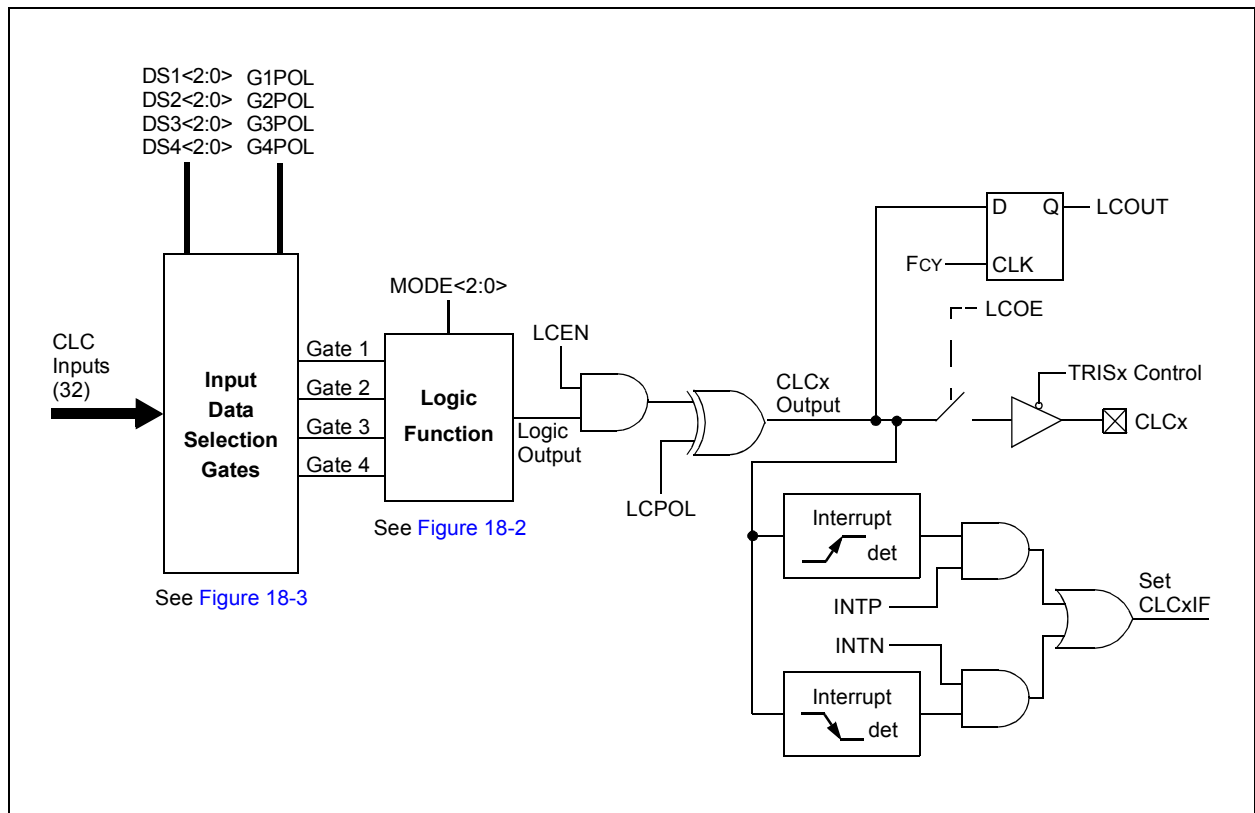 DS1<2:0> G1POL
DS2<2:0> G2POL
DS3<2:0> G3POL
DS4<2:0> G4POL
D Q LCOUT
FCY CLK
MODE<2:0>
LCOE
LCEN
CLC
Inputs
(32)
Input
Data
Selection
Gates
Gate 1
Gate 2
Gate 3
Gate 4
Logic
Function
Logic
Output
CLCx
Output
TRISx Control
CLCx
LCPOL
See Figure 18-2
See Figure 18-3
Interrupt
det
INTP
INTN
Set
CLCxIF
Interrupt
det